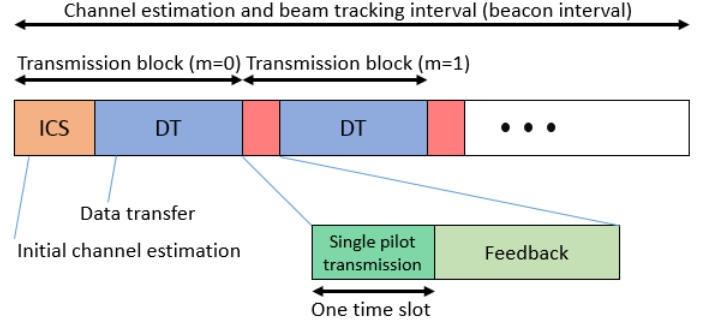 Channel estimation and beam tracking interval (beacon interval)
Transmission block (m=0) Transmission block (m=1)
ICS DT DT • • •
Data transfer
Initial channel estimation
Single pilot
transmission
Feedback
One time slot